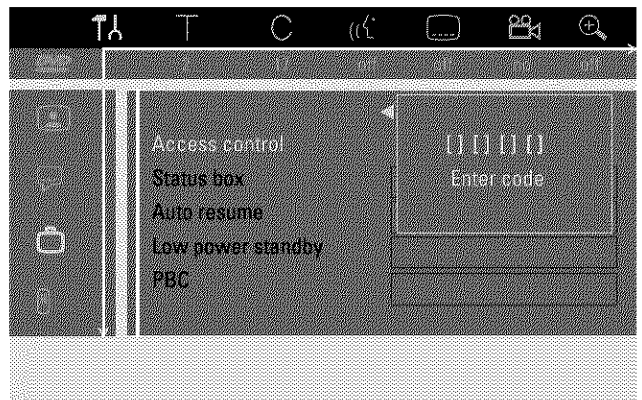 T C
Access control
[ ] [ ] [ ] [ ]
Status box
Enter code
Auto resume
Low power standby
PBC